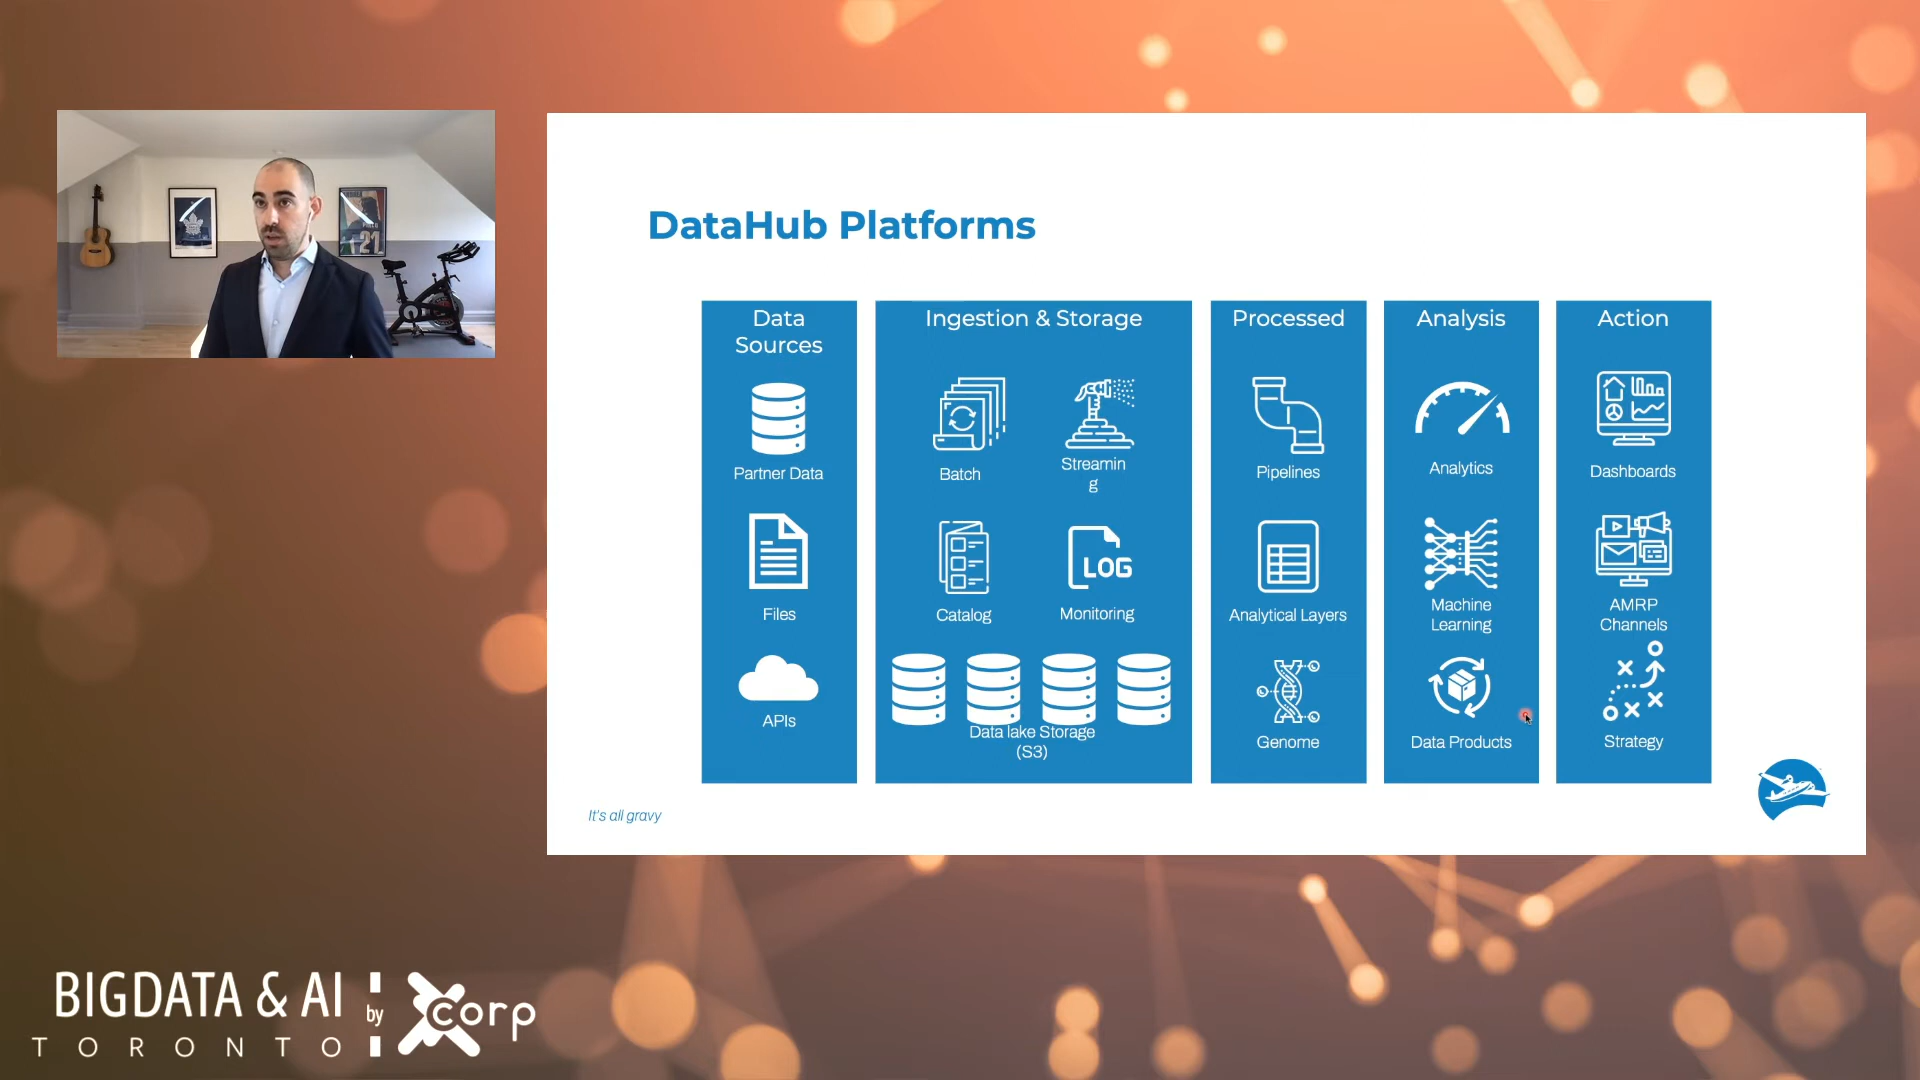 DataHub Platforms
Data
Sources
Partner Data
Files
APIs
Ingestion & Storage
Batch
Streamin
g
Catalog
LOG
Monitoring
Data lake Storage
(S3)
Processed
Pipelines
Analytical Layers
Genome
Analysis
Analytics
Machine
Learning
Data Products
Action
Dashboards
AMRP
Channels
Strategy
It's all gravy
21
BIGDATA & AI
TORONTO
by
corp